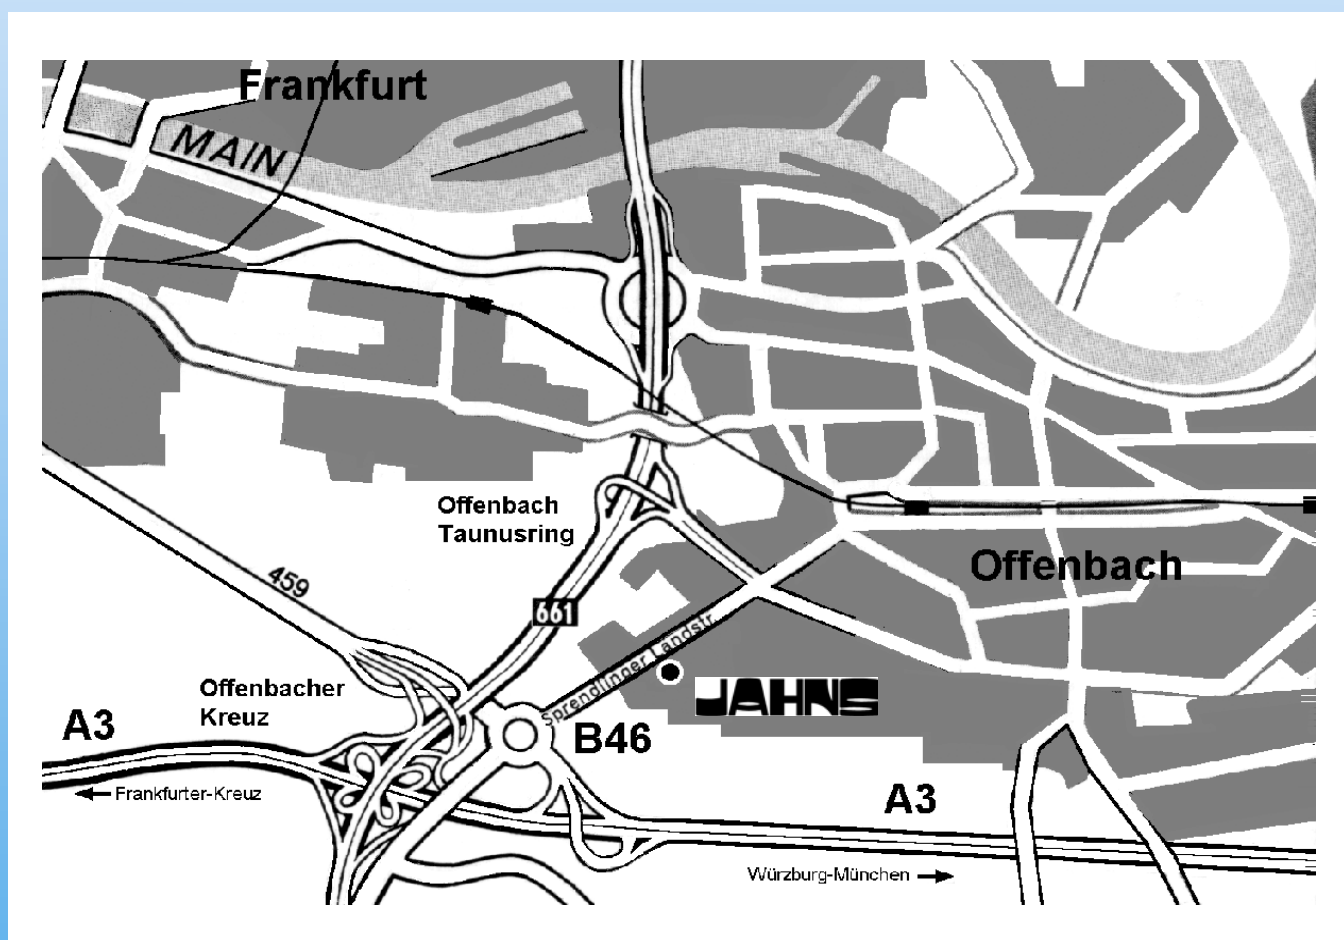 Frankfurt
MAIN
Offenbach
Taunusring
Offenbach
459
661
Sprendlinger Landstr.
Offenbacher
Kreuz
JAHNS
A3
B46
Frankfurter-Kreuz
A3
Würzburg-München